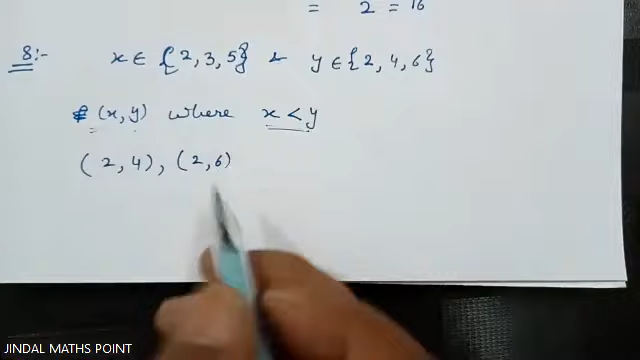 = 2 = 16
8:- x ∈ {2,3,5} & y ∈ {2,4,6}
(x,y) where x < y
(2,4), (2,6)
JINDAL MATHS POINT